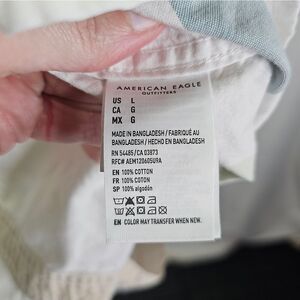 AMERICAN EAGLE
OUTFITTERS
US L
CA G
MX G
MADE IN BANGLADESH / FABRIQUÉ AU
BANGLADESH / HECHO EN BANGLADESH
RN 54485/CA 03873
RFC# AEM120605U9A
EN 100% COTTON
FR 100% COTON
SP 100% algodón
EN COLOR MAY TRANSFER WHEN NEW.